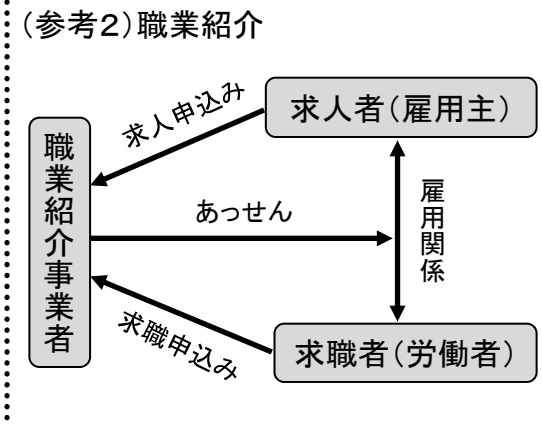 （参考２）職業紹介
求人申込み
求人者（雇用主）
職業紹介事業者
あっせん
雇用関係
求職申込み
求職者（労働者）